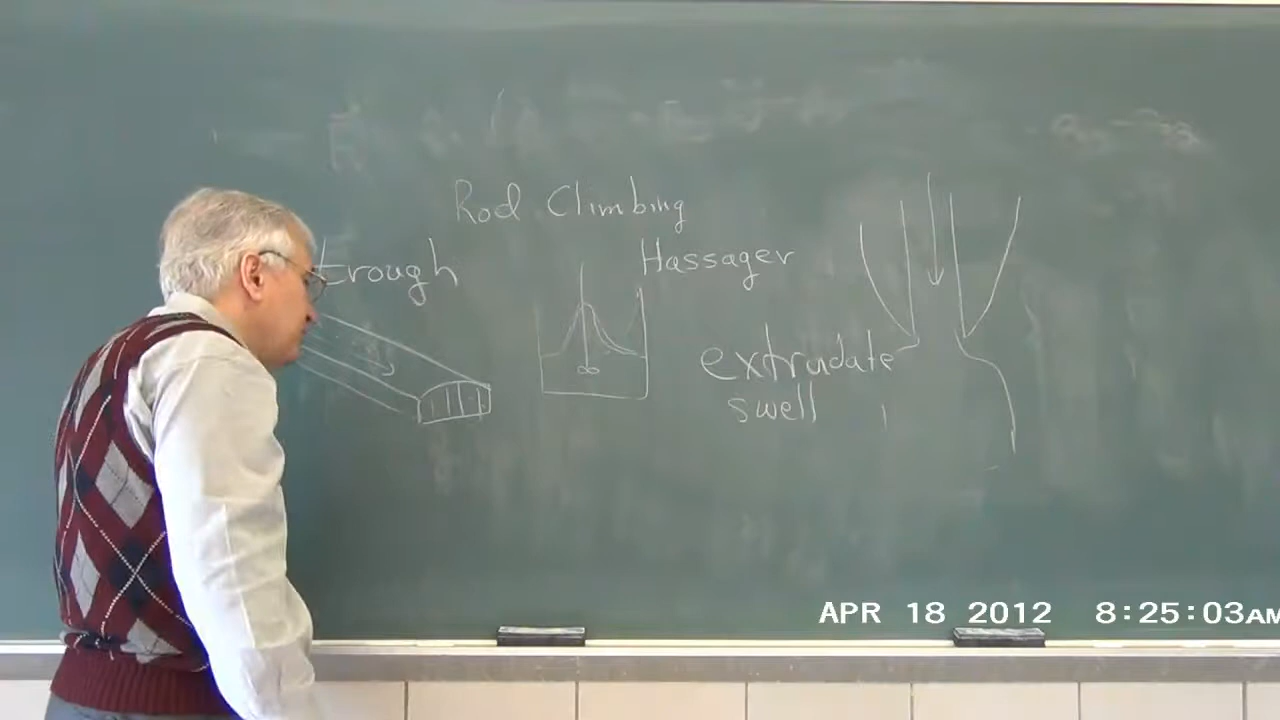 Rod Climbing
trough
Hassager
extrudate
swell
APR 18 2012 8:25:03AM